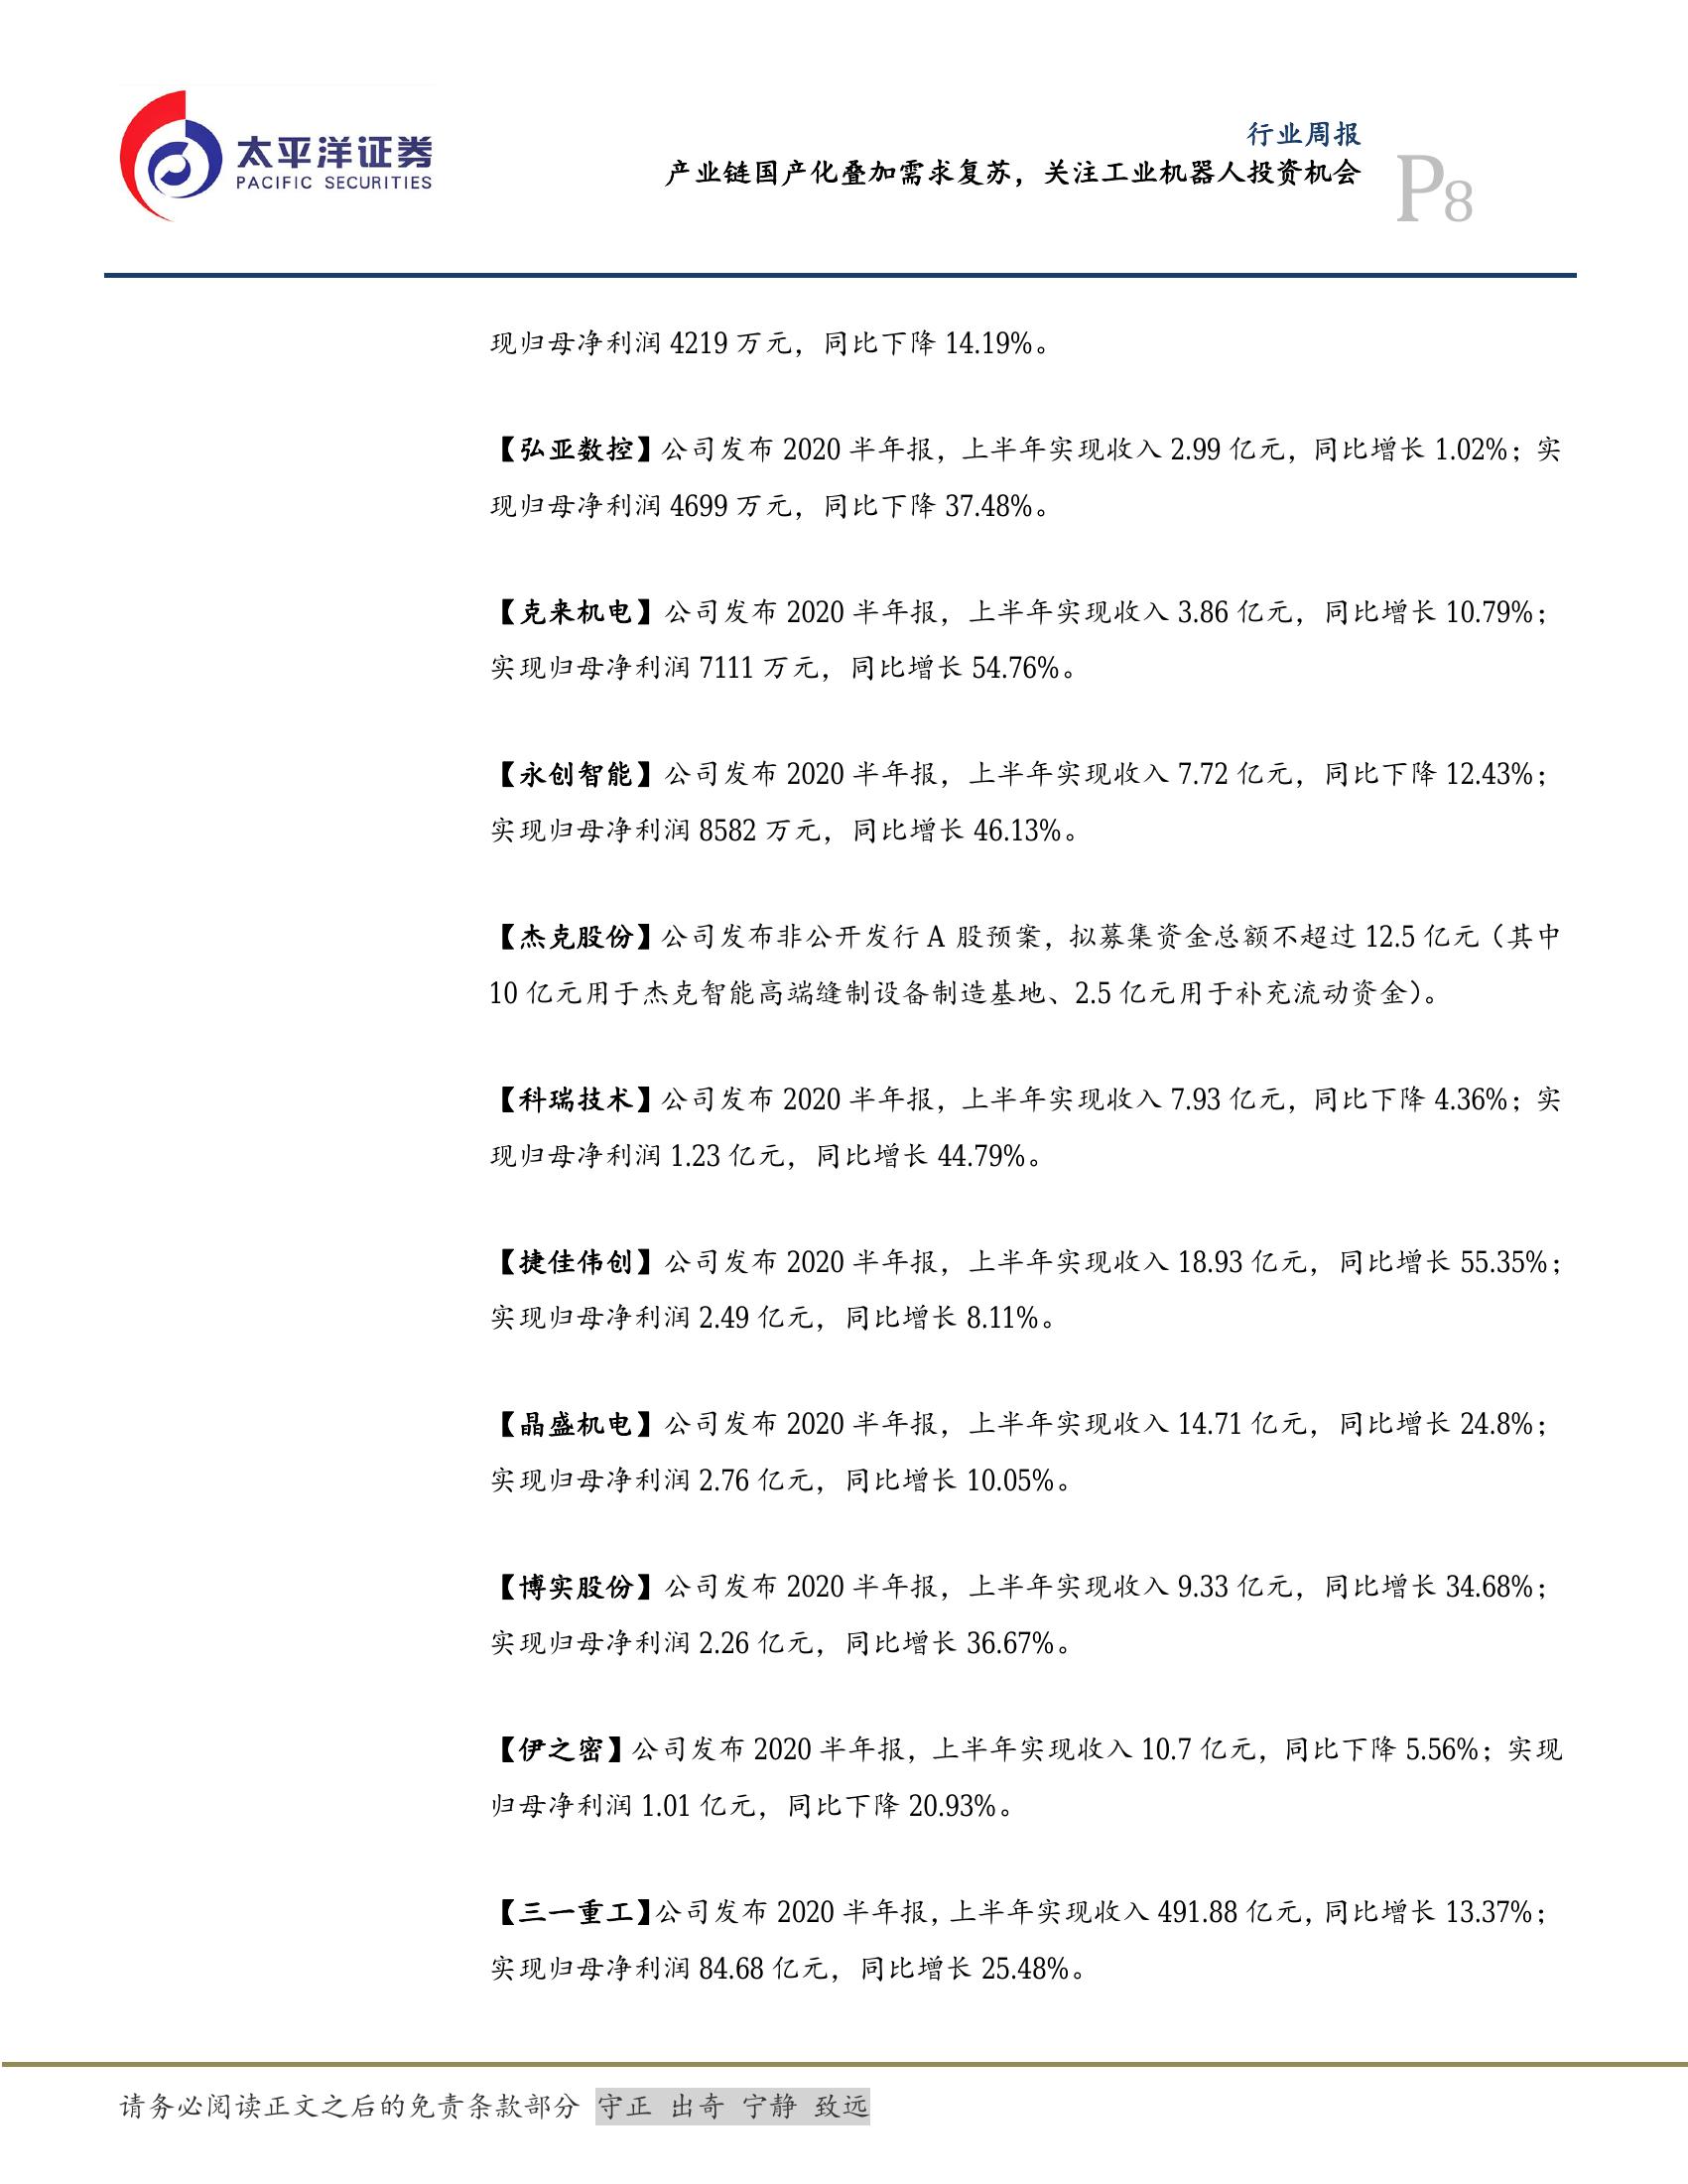 太平洋证券
PACIFIC SECURITIES
行业周报
产业链国产化叠加需求复苏，关注工业机器人投资机会
P8
现归母净利润 4219 万元，同比下降 14.19%。
【弘亚数控】公司发布 2020 半年报，上半年实现收入 2.99 亿元，同比增长 1.02%；实
现归母净利润 4699 万元，同比下降 37.48%。
【克来机电】公司发布 2020 半年报，上半年实现收入 3.86 亿元，同比增长 10.79%；
实现归母净利润 7111 万元，同比增长 54.76%。
【永创智能】公司发布 2020 半年报，上半年实现收入 7.72 亿元，同比下降 12.43%；
实现归母净利润 8582 万元，同比增长 46.13%。
【杰克股份】公司发布非公开发行 A 股预案，拟募集资金总额不超过 12.5 亿元（其中
10 亿元用于杰克智能高端缝制设备制造基地、2.5 亿元用于补充流动资金）。
【科瑞技术】公司发布 2020 半年报，上半年实现收入 7.93 亿元，同比下降 4.36%；实
现归母净利润 1.23 亿元，同比增长 44.79%。
【捷佳伟创】公司发布 2020 半年报，上半年实现收入 18.93 亿元，同比增长 55.35%；
实现归母净利润 2.49 亿元，同比增长 8.11%。
【晶盛机电】公司发布 2020 半年报，上半年实现收入 14.71 亿元，同比增长 24.8%；
实现归母净利润 2.76 亿元，同比增长 10.05%。
【博实股份】公司发布 2020 半年报，上半年实现收入 9.33 亿元，同比增长 34.68%；
实现归母净利润 2.26 亿元，同比增长 36.67%。
【伊之密】公司发布 2020 半年报，上半年实现收入 10.7 亿元，同比下降 5.56%；实现
归母净利润 1.01 亿元，同比下降 20.93%。
【三一重工】公司发布 2020 半年报，上半年实现收入 491.88 亿元，同比增长 13.37%；
实现归母净利润 84.68 亿元，同比增长 25.48%。
请务必阅读正文之后的免责条款部分 守正 出奇 宁静 致远